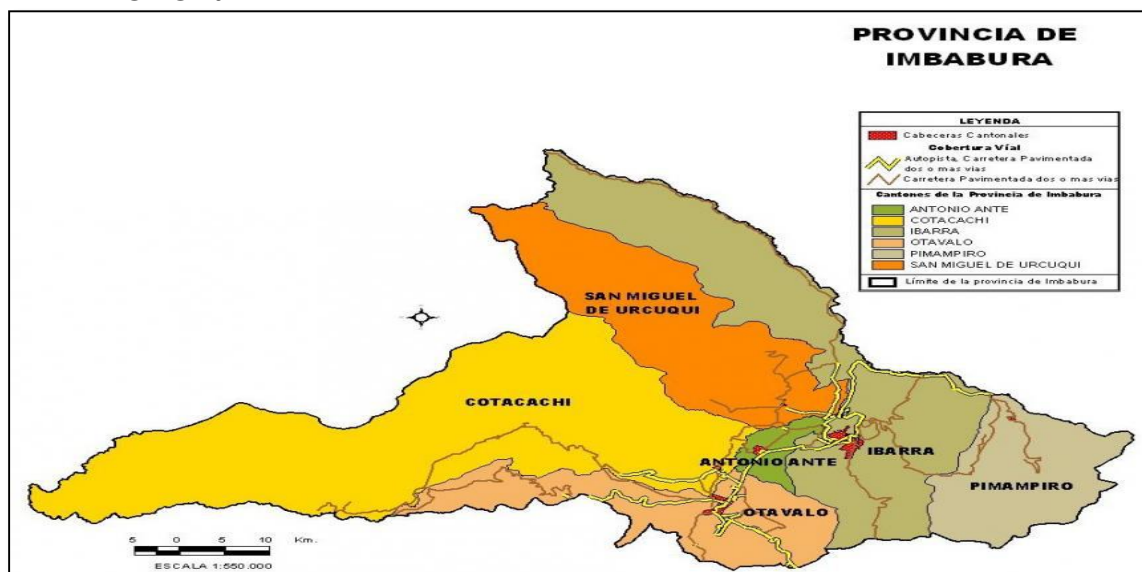 PROVINCIA DE
IMBABURA
LEYENDA
Cabeceras Cantonales
Cobertura Víal
Autopista, Carretera Pavimentada
dos o mas vias
Carretera Pavimentada dos o mas vias
Cantones de la Provincia de Imbabura
ANTONIO ANTE
COTACACHI
IBARRA
OTAVALO
PIMAMPIRO
SAN MIGUEL DE URCUQUI
Límite de la provincia de Imbabura
SAN MIGUEL
DE URCUQUI
COTACACHI
ANTONIO ANTE
IBARRA
PIMAMPIRO
OTAVALO
5 0 5 10 Km.
ESCALA 1:550.000